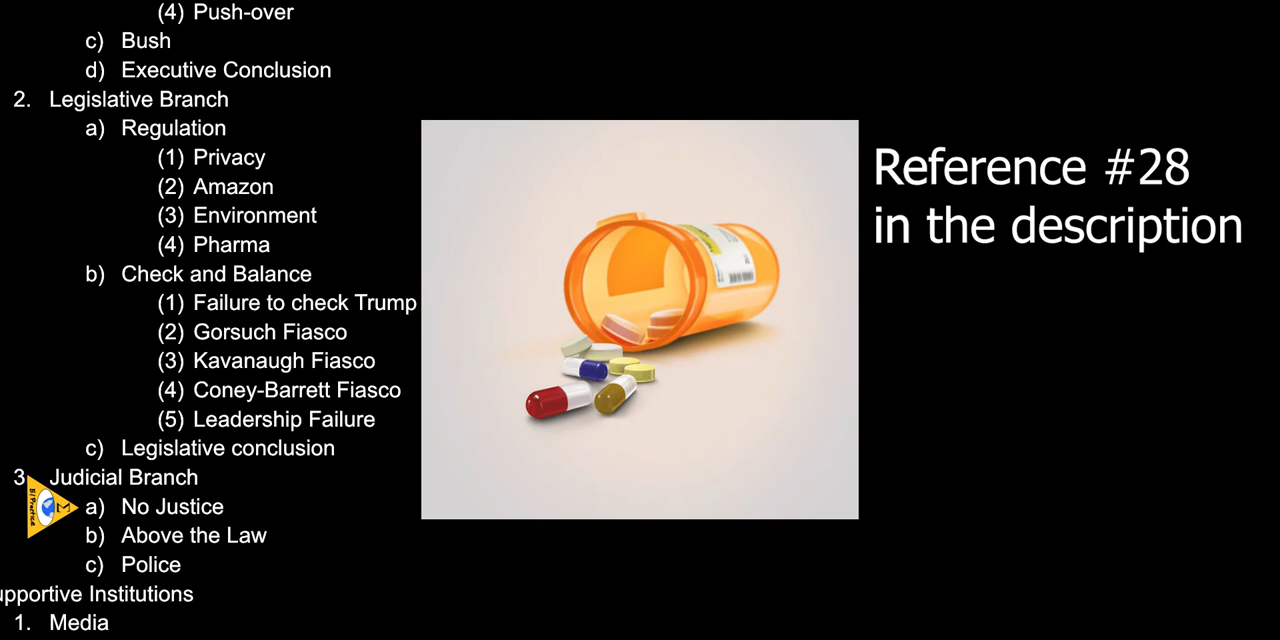 (4) Push-over
c) Bush
d) Executive Conclusion
2. Legislative Branch
a) Regulation
(1) Privacy
(2) Amazon
(3) Environment
(4) Pharma
b) Check and Balance
(1) Failure to check Trump
(2) Gorsuch Fiasco
(3) Kavanaugh Fiasco
(4) Coney-Barrett Fiasco
(5) Leadership Failure
c) Legislative conclusion
3. Judicial Branch
a) No Justice
b) Above the Law
c) Police
upportive Institutions
1. Media
Reference #28
in the description